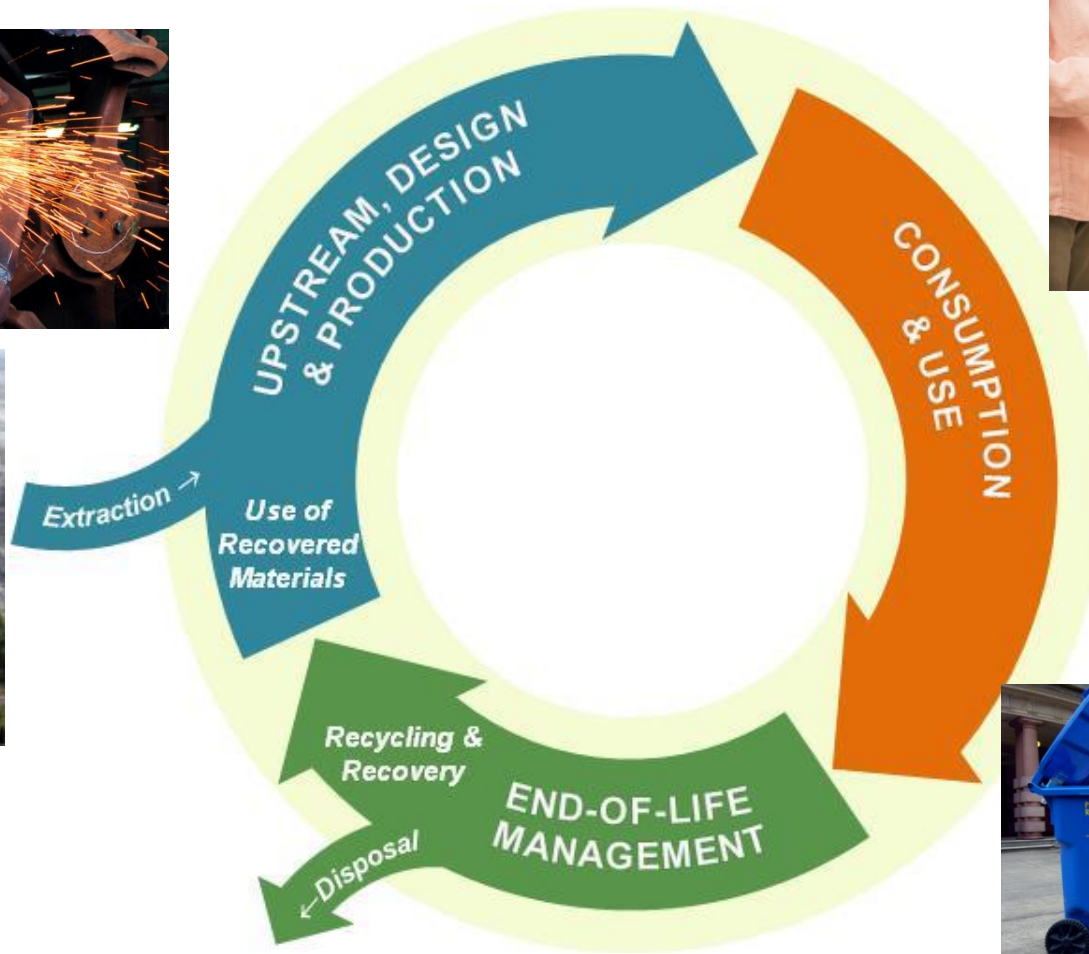 UPSTREAM, DESIGN
& PRODUCTION
CONSUMPTION
& USE
Extraction →
Use of
Recovered
Materials
Recycling &
Recovery
END-OF-LIFE
MANAGEMENT
←Disposal